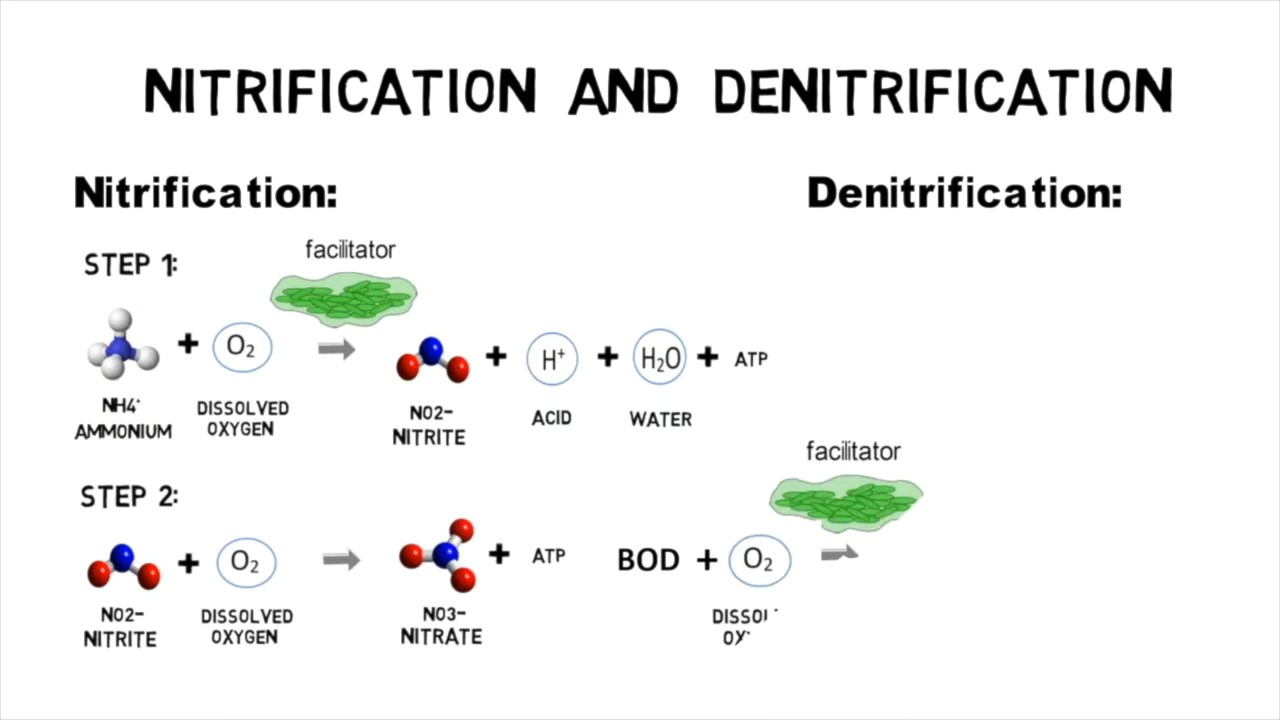 NITRIFICATION AND DENITRIFICATION
Nitrification:
Denitrification:
STEP 1:
facilitator
+ O₂ + H⁺ + H₂O + ATP
NH4⁺
AMMONIUM
DISSOLVED
OXYGEN
NO2-
NITRITE
ACID
WATER
STEP 2:
facilitator
+ O₂ + ATP
BOD + O₂
NO2-
NITRITE
DISSOLVED
OXYGEN
NO3-
NITRATE